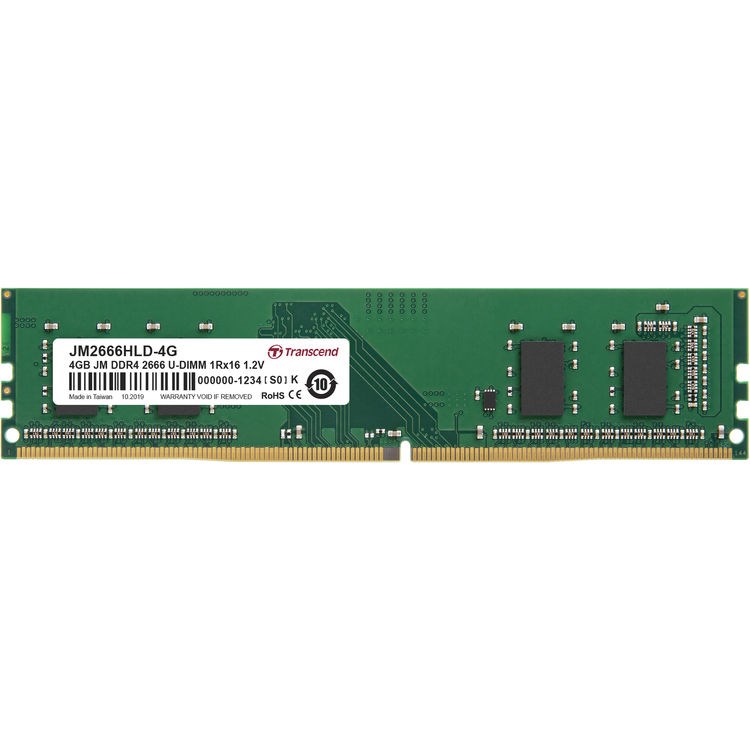 JM2666HLD-4G
Transcend
4GB JM DDR4 2666 U-DIMM 1Rx16 1.2V
000000-1234 [S0] K
10
Made in Taiwan 10.2019 WARRANTY VOID IF REMOVED RoHS CE
144